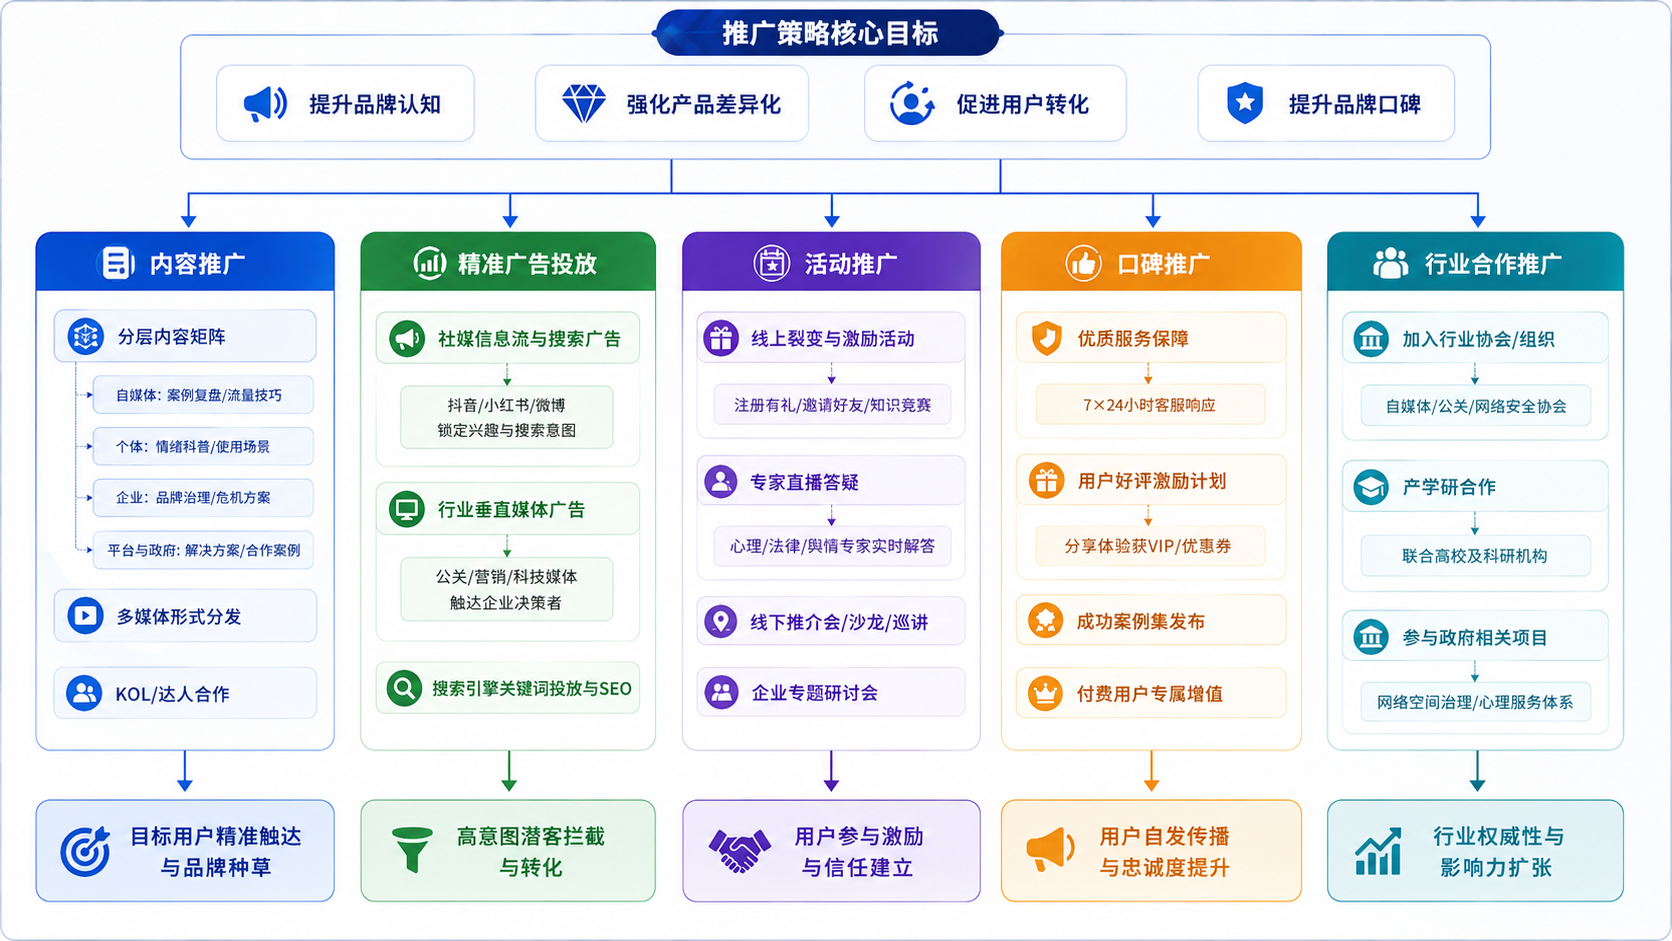 推广策略核心目标
提升品牌认知
强化产品差异化
促进用户转化
提升品牌口碑
内容推广
分层内容矩阵
自媒体：案例复盘/流量技巧
个体：情绪科普/使用场景
企业：品牌治理/危机方案
平台与政府：解决方案/合作案例
多媒体形式分发
KOL/达人合作
目标用户精准触达
与品牌种草
精准广告投放
社媒信息流与搜索广告
抖音/小红书/微博
锁定兴趣与搜索意图
行业垂直媒体广告
公关/营销/科技媒体
触达企业决策者
搜索引擎关键词投放与SEO
高意图潜客拦截
与转化
活动推广
线上裂变与激励活动
注册有礼/邀请好友/知识竞赛
专家直播答疑
心理/法律/舆情专家实时解答
线下推介会/沙龙/巡讲
企业专题研讨会
用户参与激励
与信任建立
口碑推广
优质服务保障
7×24小时客服响应
用户好评激励计划
分享体验获VIP/优惠券
成功案例集发布
付费用户专属增值
用户自发传播
与忠诚度提升
行业合作推广
加入行业协会/组织
自媒体/公关/网络安全协会
产学研合作
联合高校及科研机构
参与政府相关项目
网络空间治理/心理服务体系
行业权威性与
影响力扩张